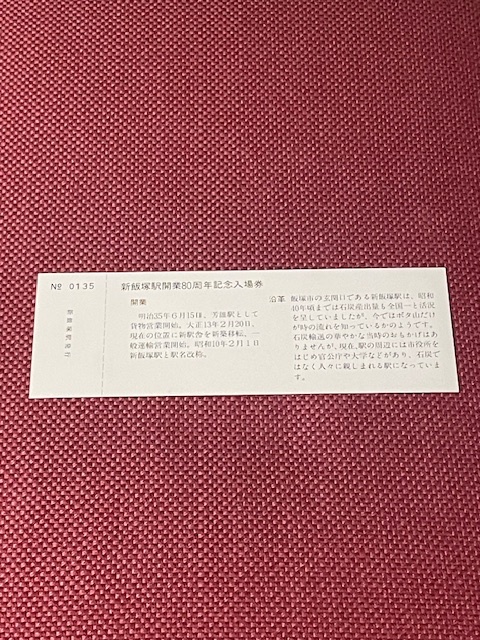 № 0135
新飯塚駅開業80周年記念入場券
開業
明治35年6月15日、芳雄駅として
貨物営業開始。大正13年2月20日、
現在の位置に新駅舎を新築移転、一
般運輸営業開始。昭和10年2月1日
新飯塚駅と駅名改称。
沿革
飯塚市の玄関口である新飯塚駅は、昭和
40年頃までは石炭産出量も全国一と活況
を呈していましたが、今ではボタ山だけ
が時の流れを知っているかのようです。
石炭輸送の華やかな当時のおもかげはあ
りませんが、現在、駅の周辺には市役所を
はじめ官公庁や大学などがあり、石炭で
はなく人々に親しまれる駅になっていま
す。